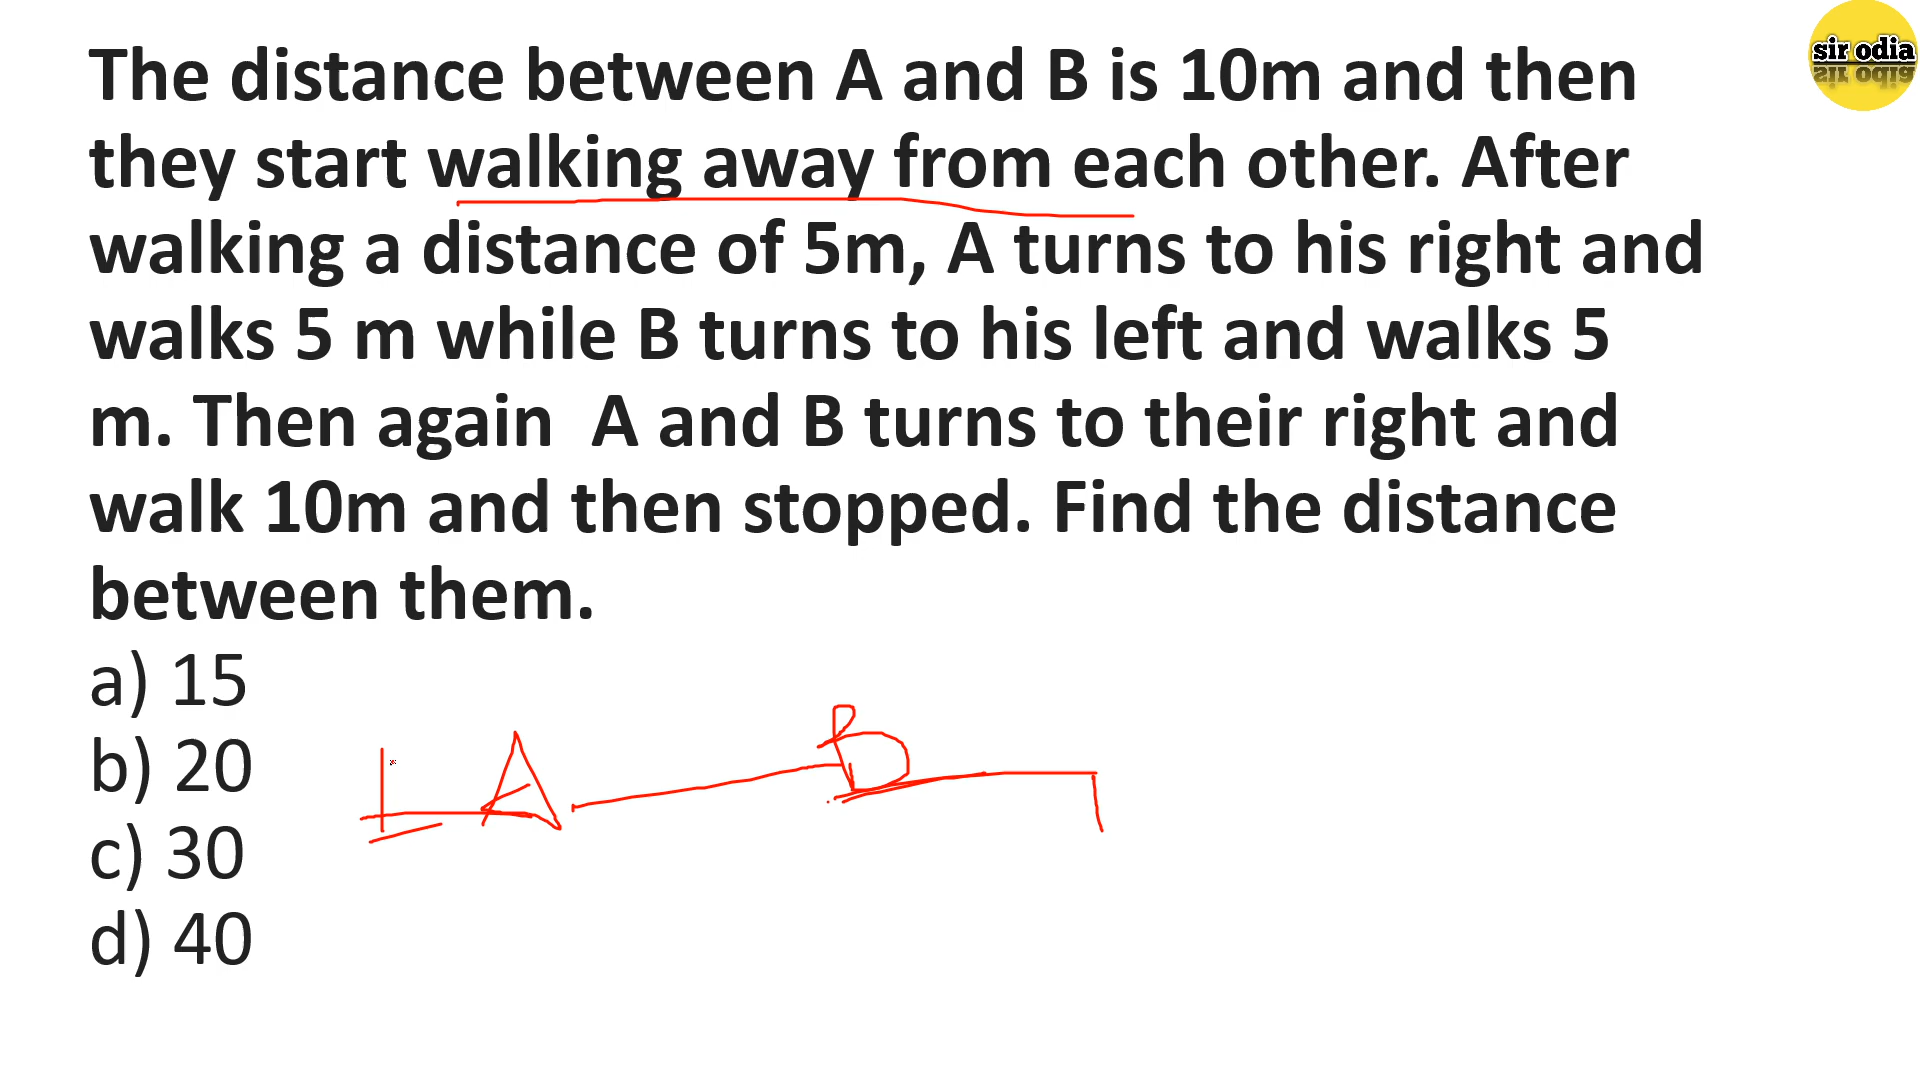 The distance between A and B is 10m and then
they start walking away from each other. After
walking a distance of 5m, A turns to his right and
walks 5 m while B turns to his left and walks 5
m. Then again  A and B turns to their right and
walk 10m and then stopped. Find the distance
between them.
a) 15
b) 20
c) 30
d) 40
A
B
sir odia